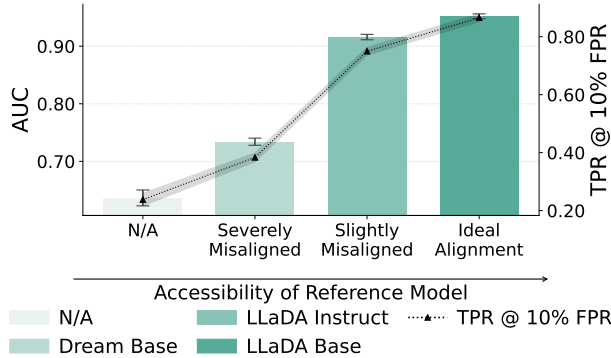 AUC
0.90
0.80
0.70
TPR @ 10% FPR
0.80
0.60
0.40
0.20
N/A
Severely
Misaligned
Slightly
Misaligned
Ideal
Alignment
Accessibility of Reference Model
N/A
Dream Base
LLaDA Instruct
LLaDA Base
TPR @ 10% FPR